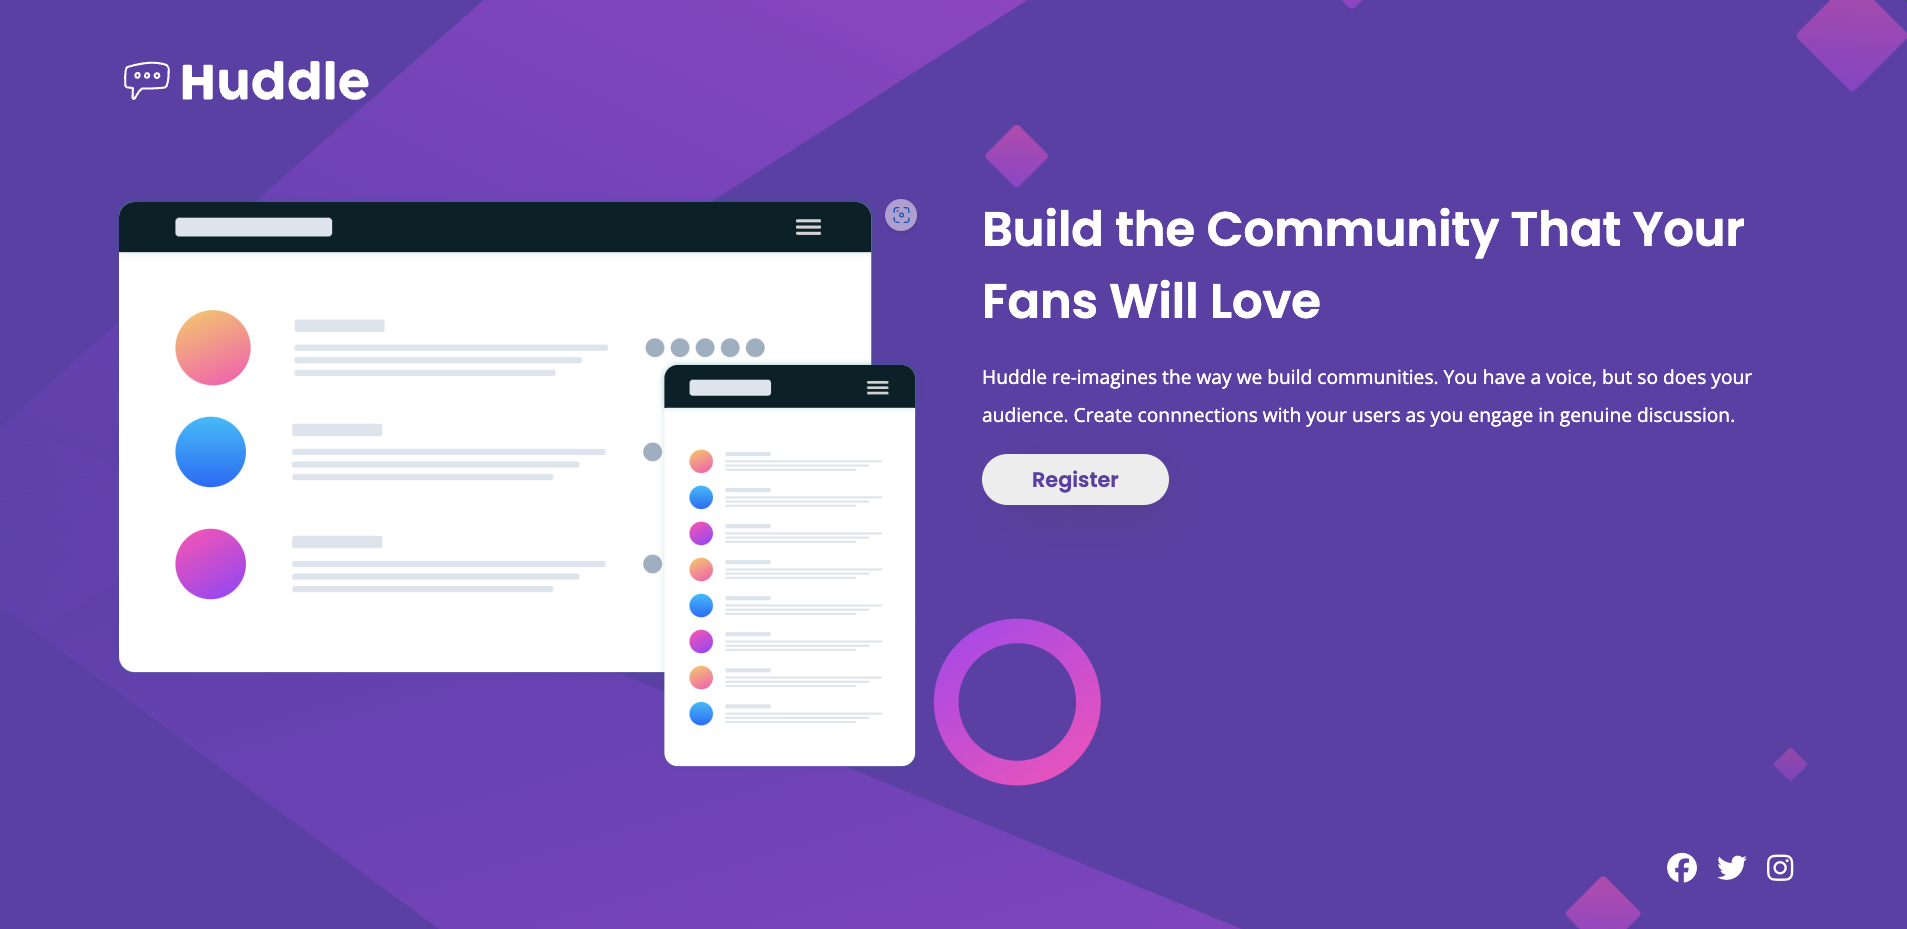 Huddle
Build the Community That Your
Fans Will Love
Huddle re-imagines the way we build communities. You have a voice, but so does your
audience. Create connnections with your users as you engage in genuine discussion.
Register